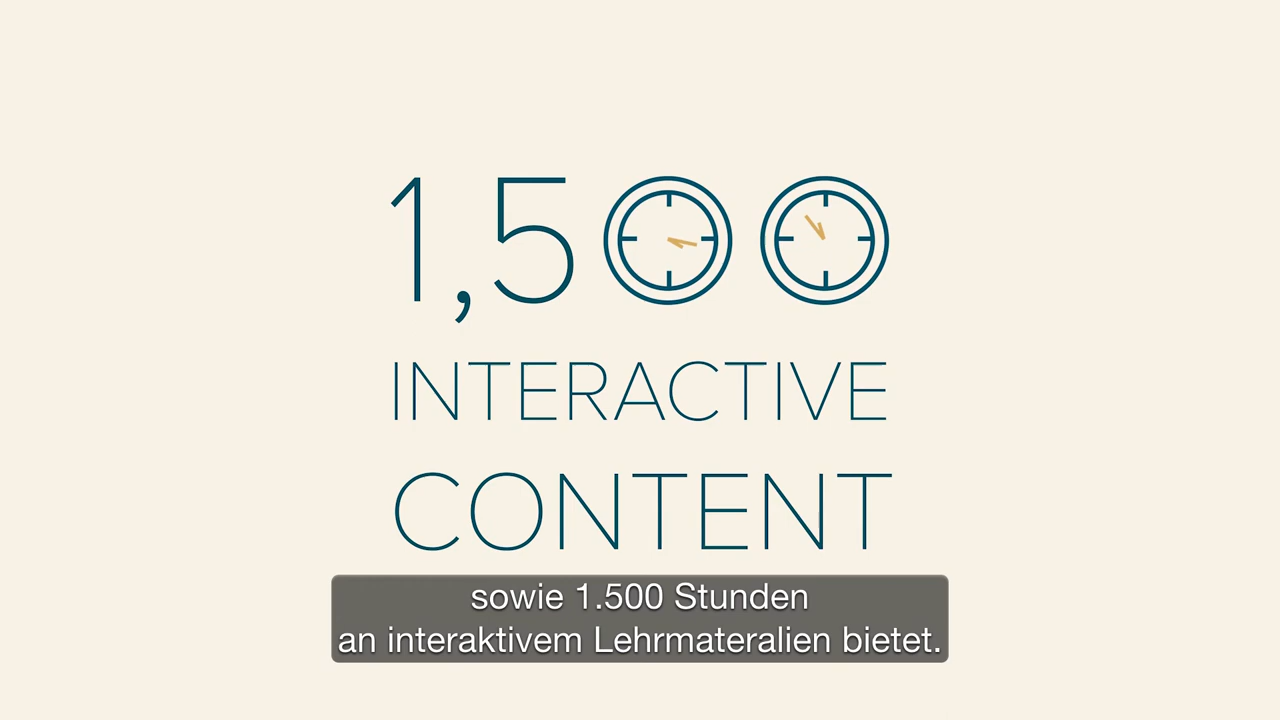 1,500
INTERACTIVE
CONTENT
sowie 1.500 Stunden
an interaktivem Lehrmateralien bietet.